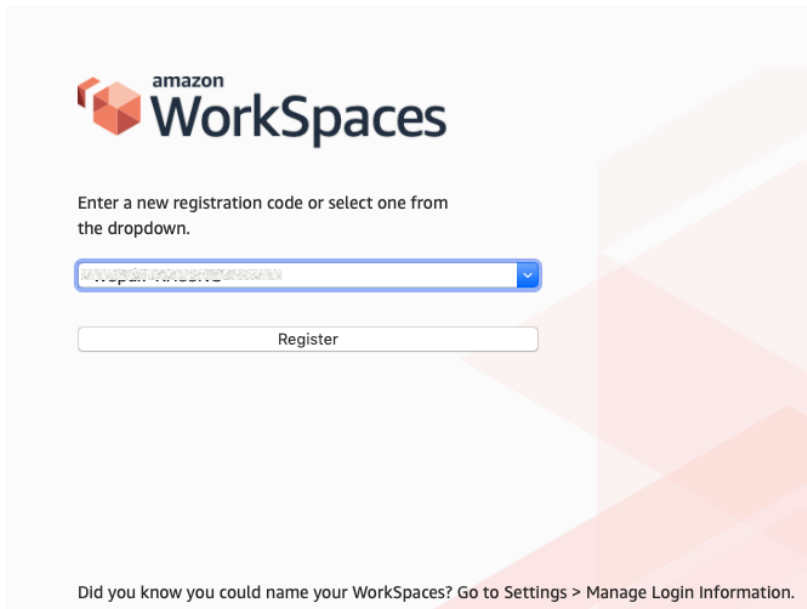 amazon
WorkSpaces
Enter a new registration code or select one from
the dropdown.
Register
Did you know you could name your WorkSpaces? Go to Settings > Manage Login Information.